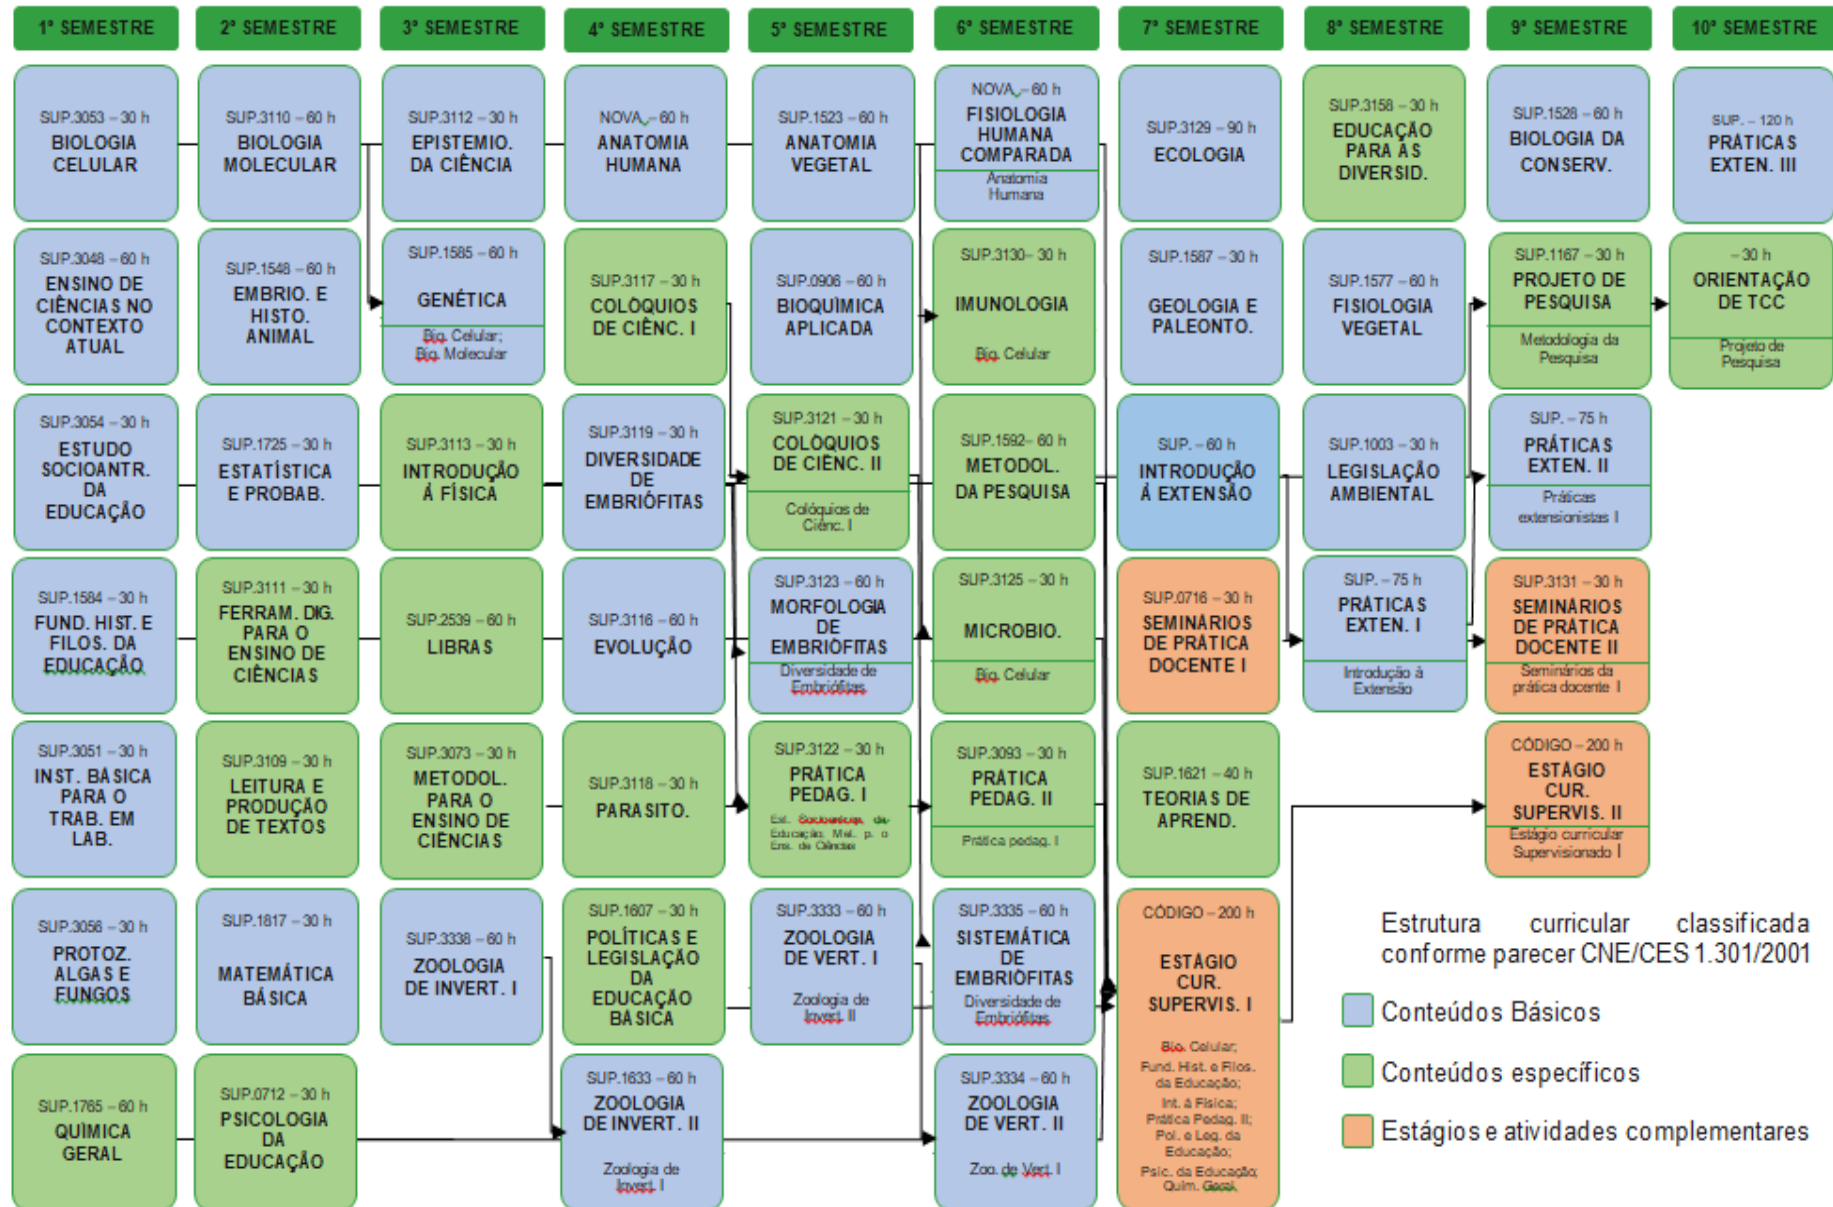 1º SEMESTRE
SUP.3053 – 30 h
BIOLOGIA
CELULAR
SUP.3048 – 60 h
ENSINO DE
CIÊNCIAS NO
CONTEXTO
ATUAL
SUP.3054 – 30 h
ESTUDO
SOCIOANTR.
DA
EDUCAÇÃO
SUP.1584 – 30 h
FUND. HIST. E
FILOS. DA
EDUCAÇÃO
SUP.3051 – 30 h
INST. BÁSICA
PARA O
TRAB. EM
LAB.
SUP.3056 – 30 h
PROTOZ.
ALGAS E
FUNGOS
SUP.1765 – 60 h
QUÍMICA
GERAL
2º SEMESTRE
SUP.3110 – 60 h
BIOLOGIA
MOLECULAR
SUP.1548 – 60 h
EMBRIO. E
HISTO.
ANIMAL
SUP.1725 – 30 h
ESTATÍSTICA
E PROBAB.
SUP.3111 – 30 h
FERRAM. DIG.
PARA O
ENSINO DE
CIÊNCIAS
SUP.3109 – 30 h
LEITURA E
PRODUÇÃO
DE TEXTOS
SUP.1817 – 30 h
MATEMÁTICA
BÁSICA
SUP.0712 – 30 h
PSICOLOGIA
DA
EDUCAÇÃO
3º SEMESTRE
SUP.3112 – 30 h
EPISTEMIO.
DA CIÊNCIA
SUP.1585 – 60 h
GENÉTICA
Bio. Celular;
Bio. Molecular
SUP.3113 – 30 h
INTRODUÇÃO
À FÍSICA
SUP.2539 – 60 h
LIBRAS
SUP.3073 – 30 h
METODOL.
PARA O
ENSINO DE
CIÊNCIAS
SUP.3338 – 60 h
ZOOLOGIA
DE INVERT. I
4º SEMESTRE
NOVA – 60 h
ANATOMIA
HUMANA
SUP.3117 – 30 h
COLÓQUIOS
DE CIÊNC. I
SUP.3119 – 30 h
DIVERSIDADE
DE
EMBRIÓFITAS
SUP.3116 – 60 h
EVOLUÇÃO
SUP.3118 – 30 h
PARASITO.
SUP.1607 – 30 h
POLÍTICAS E
LEGISLAÇÃO
DA
EDUCAÇÃO
BÁSICA
SUP.1633 – 60 h
ZOOLOGIA
DE INVERT. II
Zoologia de
Invert. I
5º SEMESTRE
SUP.1523 – 60 h
ANATOMIA
VEGETAL
SUP.0906 – 60 h
BIOQUÍMICA
APLICADA
SUP.3121 – 30 h
COLÓQUIOS
DE CIÊNC. II
Colóquios de
Ciênc. I
SUP.3123 – 60 h
MORFOLOGIA
DE
EMBRIÓFITAS
Diversidade de
Embriófitas
SUP.3122 – 30 h
PRÁTICA
PEDAG. I
Est. Socioantrop. da
Educação; Met. p. o
Ens. de Ciências
SUP.3333 – 60 h
ZOOLOGIA
DE VERT. I
Zoologia de
Invert. II
6º SEMESTRE
NOVA – 60 h
FISIOLOGIA
HUMANA
COMPARADA
Anatomia
Humana
SUP.3130– 30 h
IMUNOLOGIA
Bio. Celular
SUP.1592– 60 h
METODOL.
DA PESQUISA
SUP.3125 – 30 h
MICROBIO.
Bio. Celular
SUP.3093 – 30 h
PRÁTICA
PEDAG. II
Prática pedag. I
SUP.3335 – 60 h
SISTEMÁTICA
DE
EMBRIÓFITAS
Diversidade de
Embriófitas
SUP.3334 – 60 h
ZOOLOGIA
DE VERT. II
Zoo. de Vert. I
7º SEMESTRE
SUP.3129 – 90 h
ECOLOGIA
SUP.1587 – 30 h
GEOLOGIA E
PALEONTO.
SUP. – 60 h
INTRODUÇÃO
À EXTENSÃO
SUP.0716 – 30 h
SEMINÁRIOS
DE PRÁTICA
DOCENTE I
SUP.1621 – 40 h
TEORIAS DE
APREND.
CÓDIGO – 200 h
ESTÁGIO
CUR.
SUPERVIS. I
Bio. Celular;
Fund. Hist. e Filos.
da Educação;
Int. à Física;
Prática Pedag. II;
Pol. e Leg. da
Educação;
Psic. da Educação;
Quim. Geral.
8º SEMESTRE
SUP.3158 – 30 h
EDUCAÇÃO
PARA AS
DIVERSID.
SUP.1577 – 60 h
FISIOLOGIA
VEGETAL
SUP.1003 – 30 h
LEGISLAÇÃO
AMBIENTAL
SUP. – 75 h
PRÁTICAS
EXTEN. I
Introdução à
Extensão
9º SEMESTRE
SUP.1528 – 60 h
BIOLOGIA DA
CONSERV.
SUP.1167 – 30 h
PROJETO DE
PESQUISA
Metodologia da
Pesquisa
SUP. – 75 h
PRÁTICAS
EXTEN. II
Práticas
extensionistas I
SUP.3131 – 30 h
SEMINÁRIOS
DE PRÁTICA
DOCENTE II
Seminários da
prática docente I
CÓDIGO – 200 h
ESTÁGIO
CUR.
SUPERVIS. II
Estágio curricular
Supervisionado I
10º SEMESTRE
SUP. – 120 h
PRÁTICAS
EXTEN. III
– 30 h
ORIENTAÇÃO
DE TCC
Projeto de
Pesquisa
Estrutura curricular classificada
conforme parecer CNE/CES 1.301/2001
Conteúdos Básicos
Conteúdos específicos
Estágios e atividades complementares